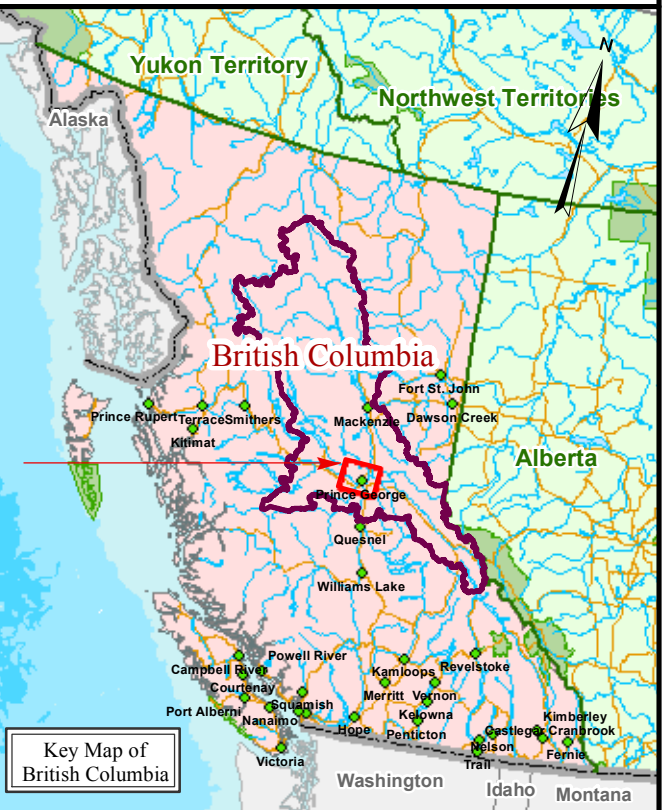 N
Yukon Territory
Northwest Territories
Alaska
British Columbia
Fort St. John
Prince Rupert
Terrace
Smithers
Mackenzie
Dawson Creek
Kitimat
Alberta
Prince George
Quesnel
Williams Lake
Powell River
Campbell River
Kamloops
Revelstoke
Courtenay
Merritt
Vernon
Squamish
Port Alberni
Nanaimo
Kelowna
Kimberley
Hope
Penticton
Castlegar
Cranbrook
Nelson
Fernie
Victoria
Trail
Key Map of
British Columbia
Washington
Idaho
Montana